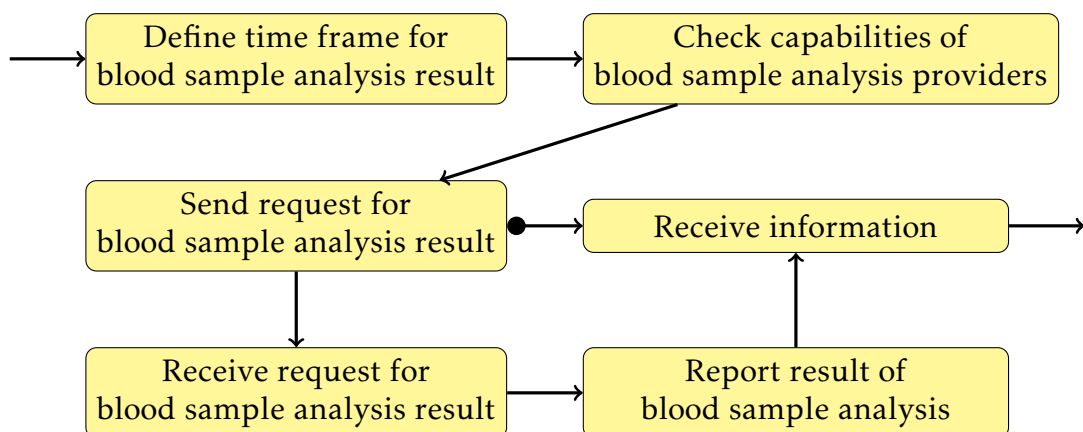 Define time frame for
blood sample analysis result
Check capabilities of
blood sample analysis providers
Send request for
blood sample analysis result
Receive information
Receive request for
blood sample analysis result
Report result of
blood sample analysis